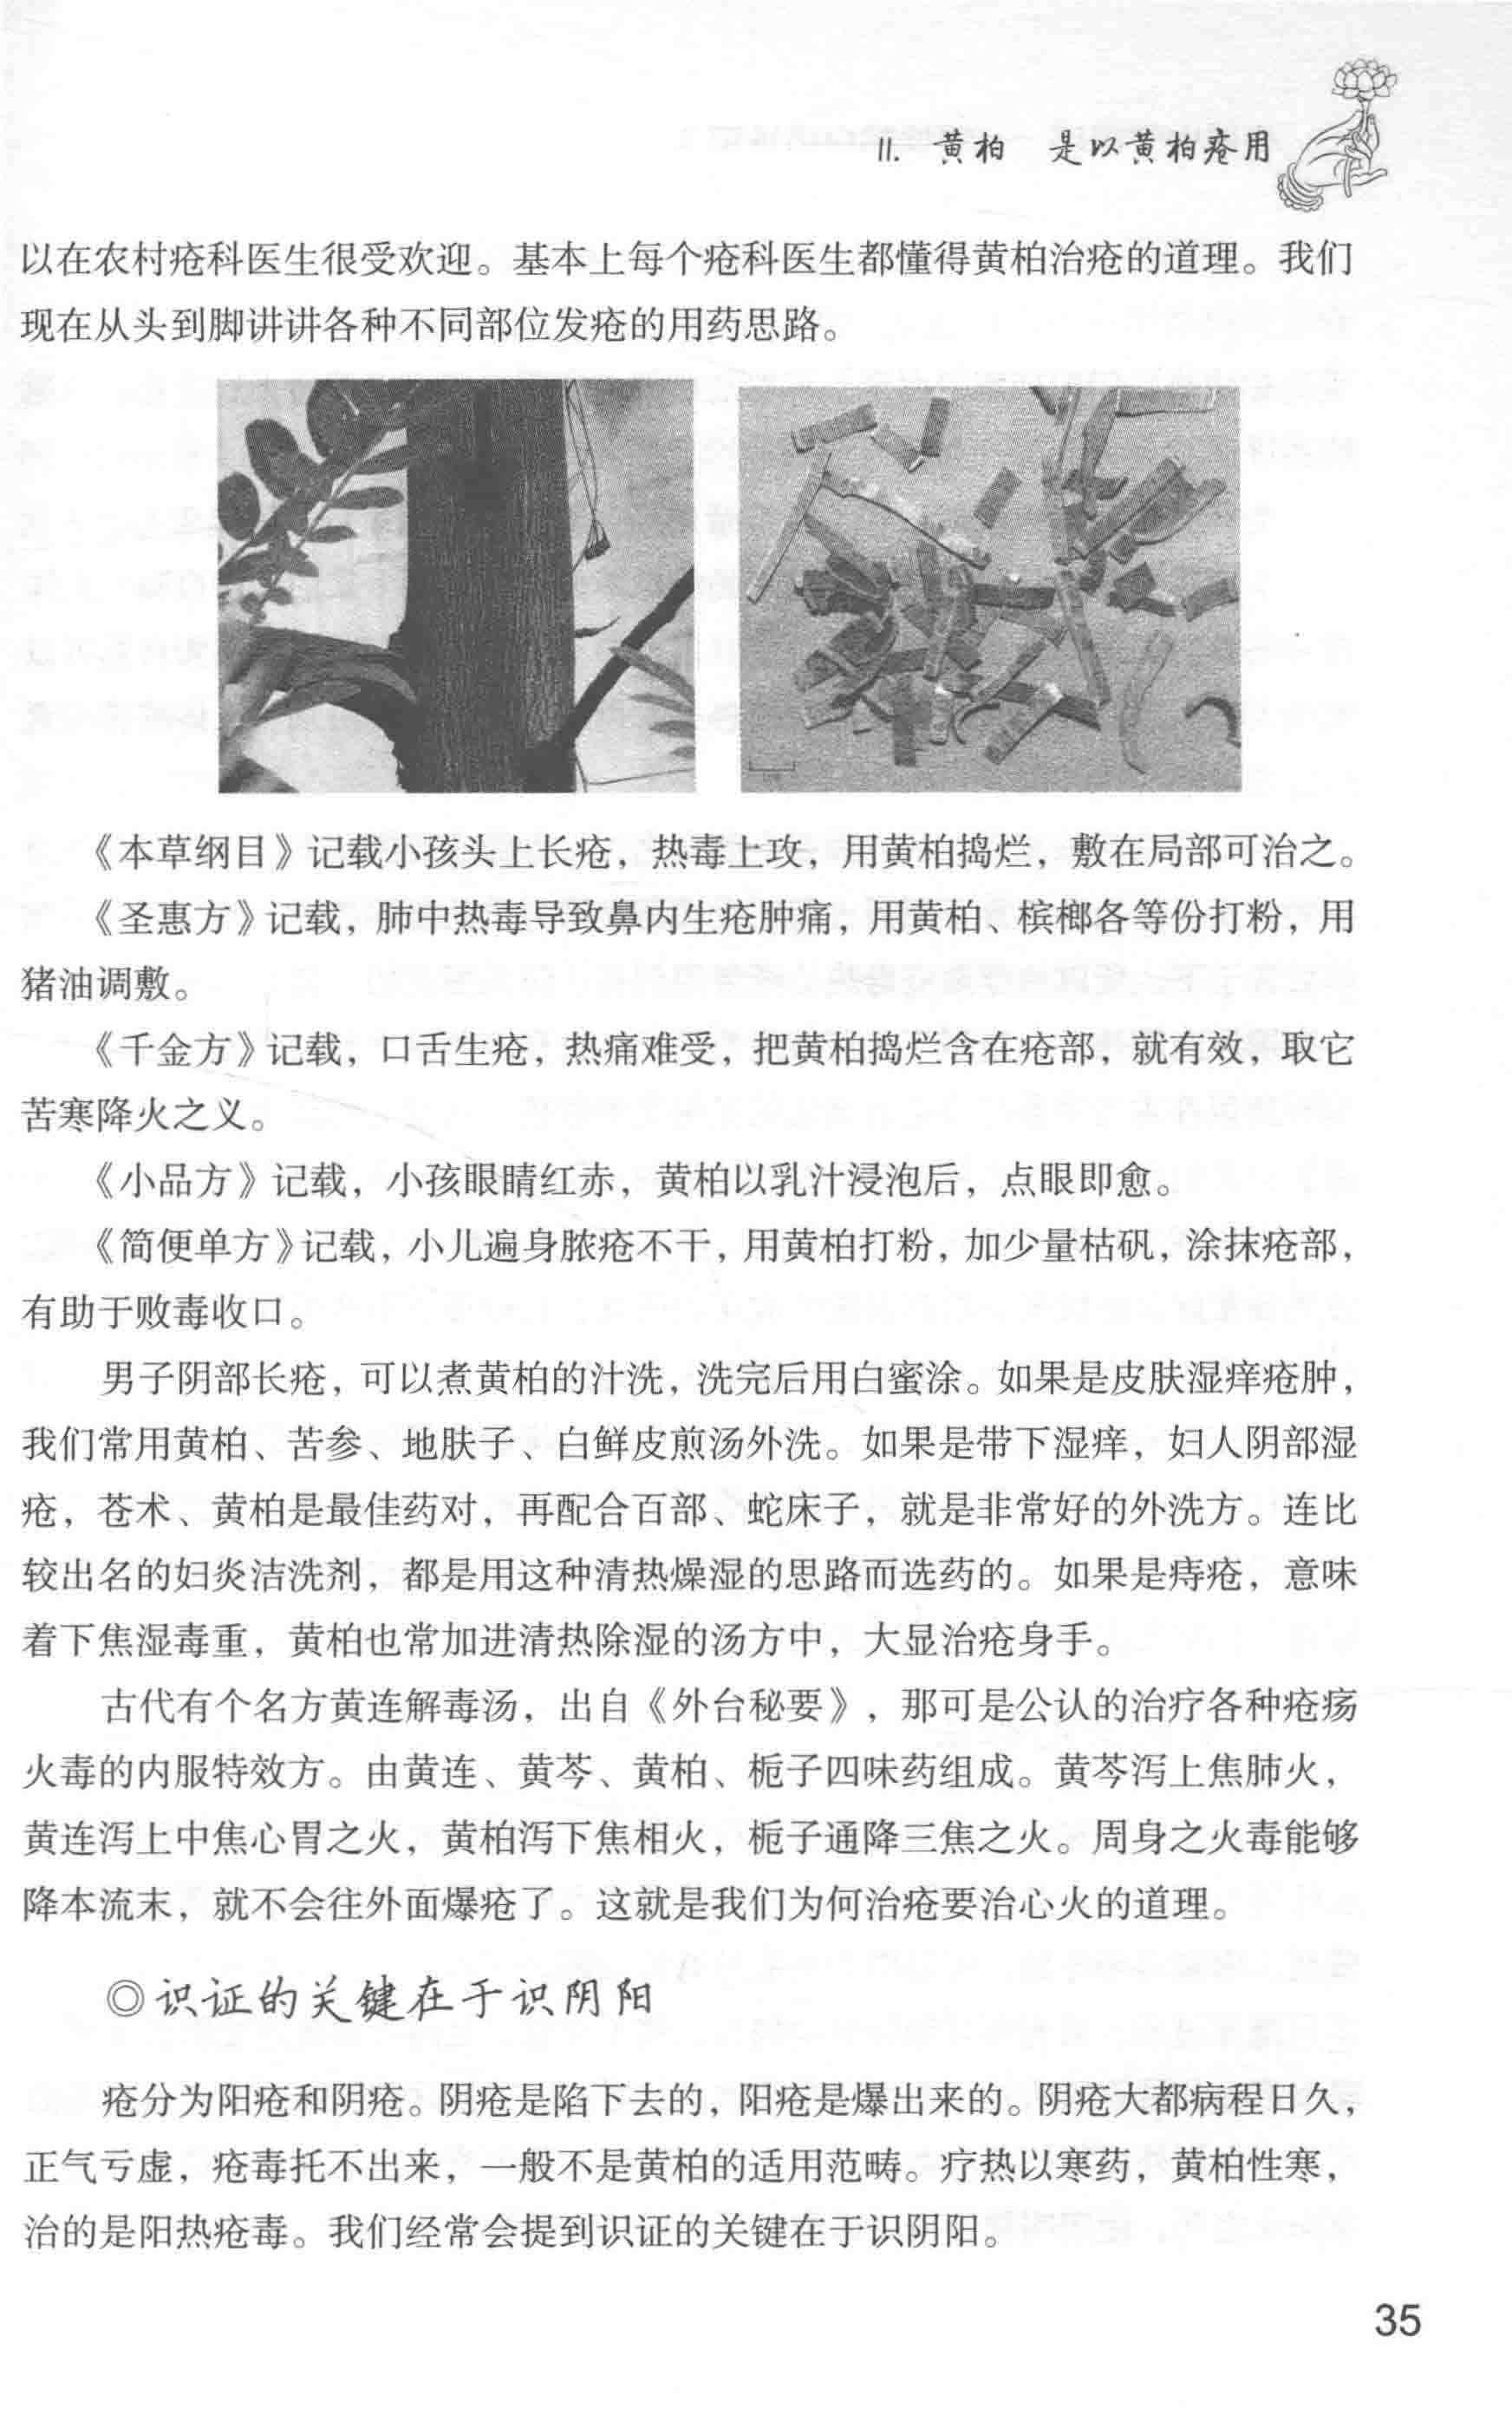 11. 黄柏 是以黄柏疮用
以在农村疮科医生很受欢迎。基本上每个疮科医生都懂得黄柏治疮的道理。我们
现在从头到脚讲讲各种不同部位发疮的用药思路。
《本草纲目》记载小孩头上长疮，热毒上攻，用黄柏捣烂，敷在局部可治之。
《圣惠方》记载，肺中热毒导致鼻内生疮肿痛，用黄柏、槟榔各等份打粉，用
猪油调敷。
《千金方》记载，口舌生疮，热痛难受，把黄柏捣烂含在疮部，就有效，取它
苦寒降火之义。
《小品方》记载，小孩眼睛红赤，黄柏以乳汁浸泡后，点眼即愈。
《简便单方》记载，小儿遍身脓疮不干，用黄柏打粉，加少量枯矾，涂抹疮部，
有助于败毒收口。
男子阴部长疮，可以煮黄柏的汁洗，洗完后用白蜜涂。如果是皮肤湿痒疮肿，
我们常用黄柏、苦参、地肤子、白鲜皮煎汤外洗。如果是带下湿痒，妇人阴部湿
疮，苍术、黄柏是最佳药对，再配合百部、蛇床子，就是非常好的外洗方。连比
较出名的妇炎洁洗剂，都是用这种清热燥湿的思路而选药的。如果是痔疮，意味
着下焦湿毒重，黄柏也常加进清热除湿的汤方中，大显治疮身手。
古代有个名方黄连解毒汤，出自《外台秘要》，那可是公认的治疗各种疮疡
火毒的内服特效方。由黄连、黄芩、黄柏、栀子四味药组成。黄芩泻上焦肺火，
黄连泻上中焦心胃之火，黄柏泻下焦相火，栀子通降三焦之火。周身之火毒能够
降本流末，就不会往外面爆疮了。这就是我们为何治疮要治心火的道理。
◎识证的关键在于识阴阳
疮分为阳疮和阴疮。阴疮是陷下去的，阳疮是爆出来的。阴疮大都病程日久，
正气亏虚，疮毒托不出来，一般不是黄柏的适用范畴。疗热以寒药，黄柏性寒，
治的是阳热疮毒。我们经常会提到识证的关键在于识阴阳。
35